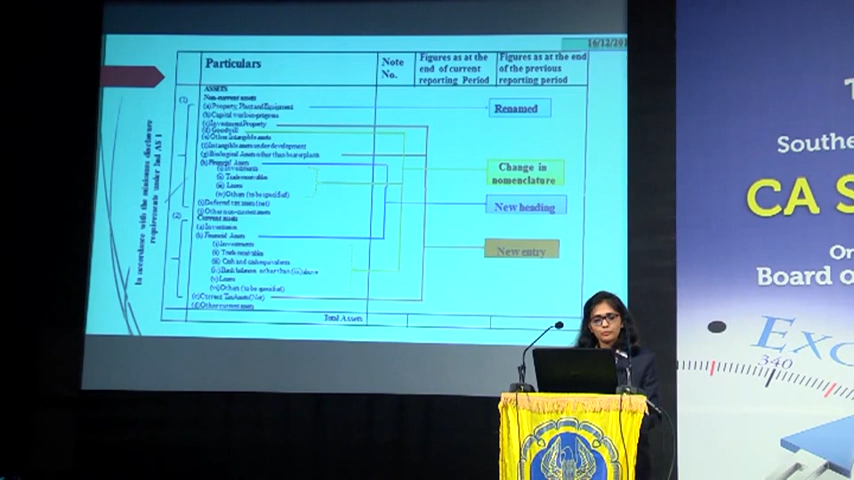 16/12/201
Particulars
Note No.
Figures as at the end of current reporting Period
Figures as at the end of the previous reporting period
In accordance with the minimum disclosure requirements under Ind AS 1
ASSETS
(1)
Non-current assets
(a) Property, Plant and Equipment
(b) Capital work-in-progress
(c) Investment Property
(d) Goodwill
(e) Other Intangible assets
(f) Intangible assets under development
(g) Biological Assets other than bearer plants
(h) Financial Assets
(i) Investments
(ii) Trade receivables
(iii) Loans
(iv) Others (to be specified)
(i) Deferred tax assets (net)
(j) Other non-current assets
(2)
Current assets
(a) Inventories
(b) Financial Assets
(i) Investments
(ii) Trade receivables
(iii) Cash and cash equivalents
(iv) Bank balances other than (iii) above
(v) Loans
(vi) Others (to be specified)
(c) Current Tax Assets (Net)
(d) Other current assets
Total Assets
Renamed
Change in
nomenclature
New heading
New entry
T
Southe
CA S
On
Board o
EXC
340